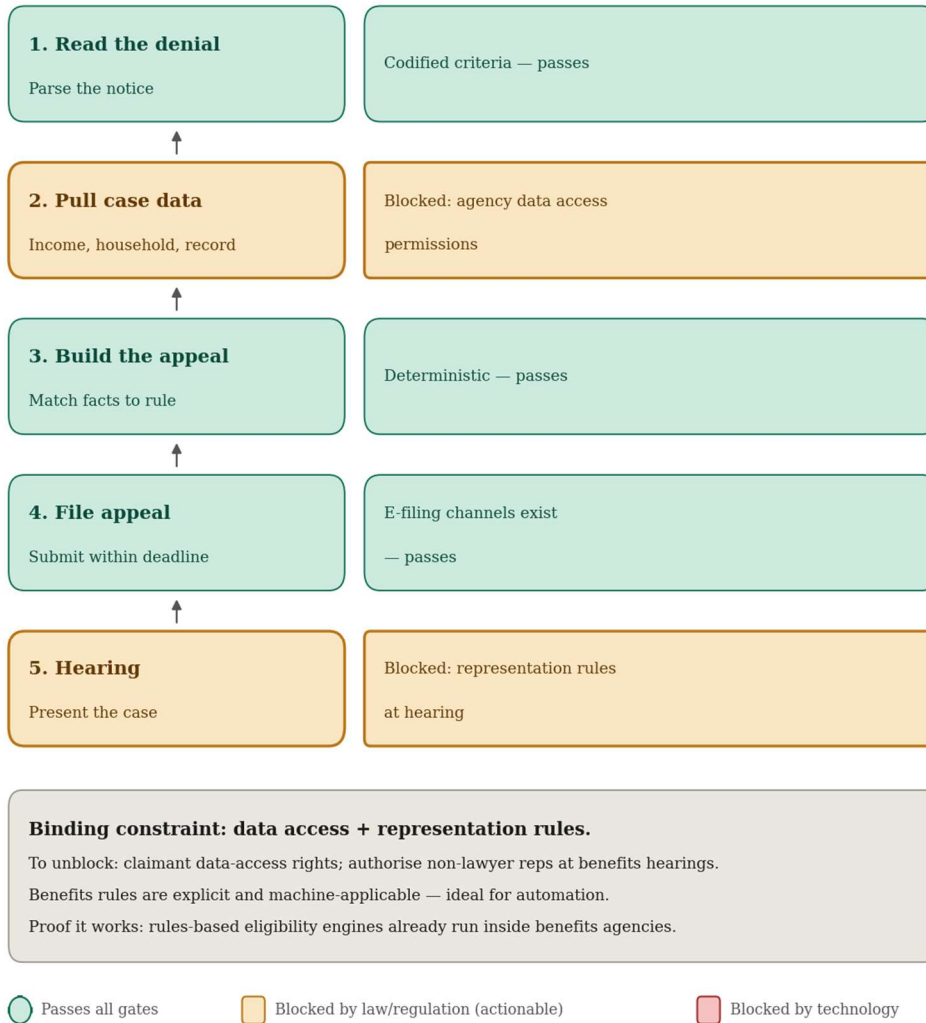 1. Read the denial
Parse the notice
Codified criteria — passes
2. Pull case data
Income, household, record
Blocked: agency data access
permissions
3. Build the appeal
Match facts to rule
Deterministic — passes
4. File appeal
Submit within deadline
E-filing channels exist
— passes
5. Hearing
Present the case
Blocked: representation rules
at hearing
Binding constraint: data access + representation rules.
To unblock: claimant data-access rights; authorise non-lawyer reps at benefits hearings.
Benefits rules are explicit and machine-applicable — ideal for automation.
Proof it works: rules-based eligibility engines already run inside benefits agencies.
Passes all gates
Blocked by law/regulation (actionable)
Blocked by technology